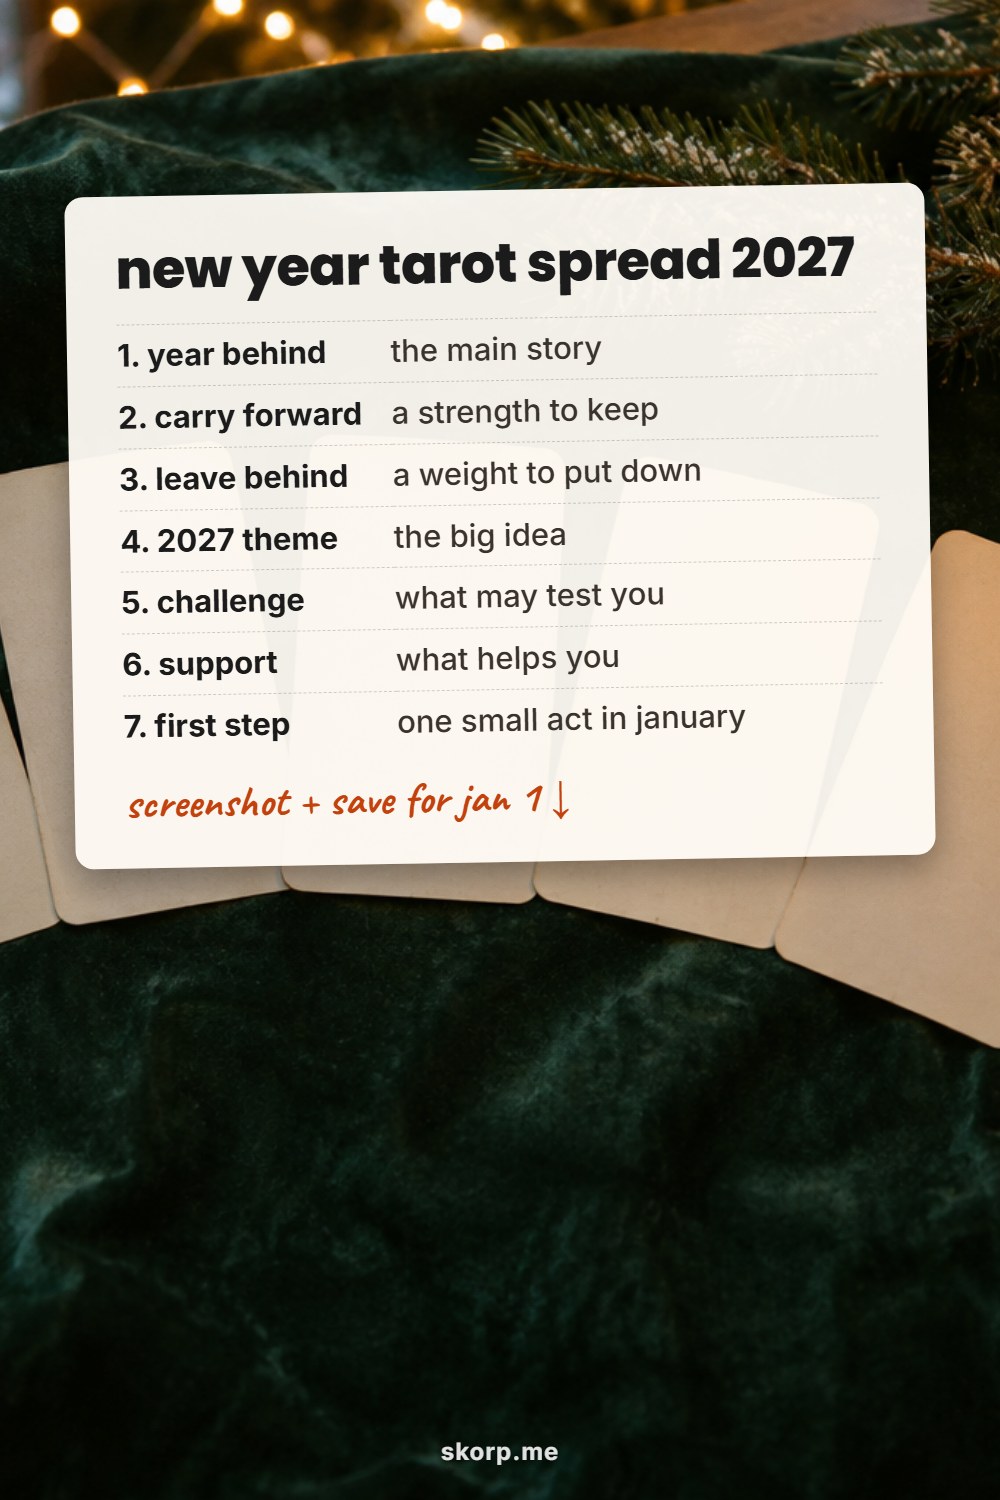 new year tarot spread 2027
1. year behind the main story
2. carry forward a strength to keep
3. leave behind a weight to put down
4. 2027 theme the big idea
5. challenge what may test you
6. support what helps you
7. first step one small act in january
screenshot + save for jan 1 ↓
skorp.me